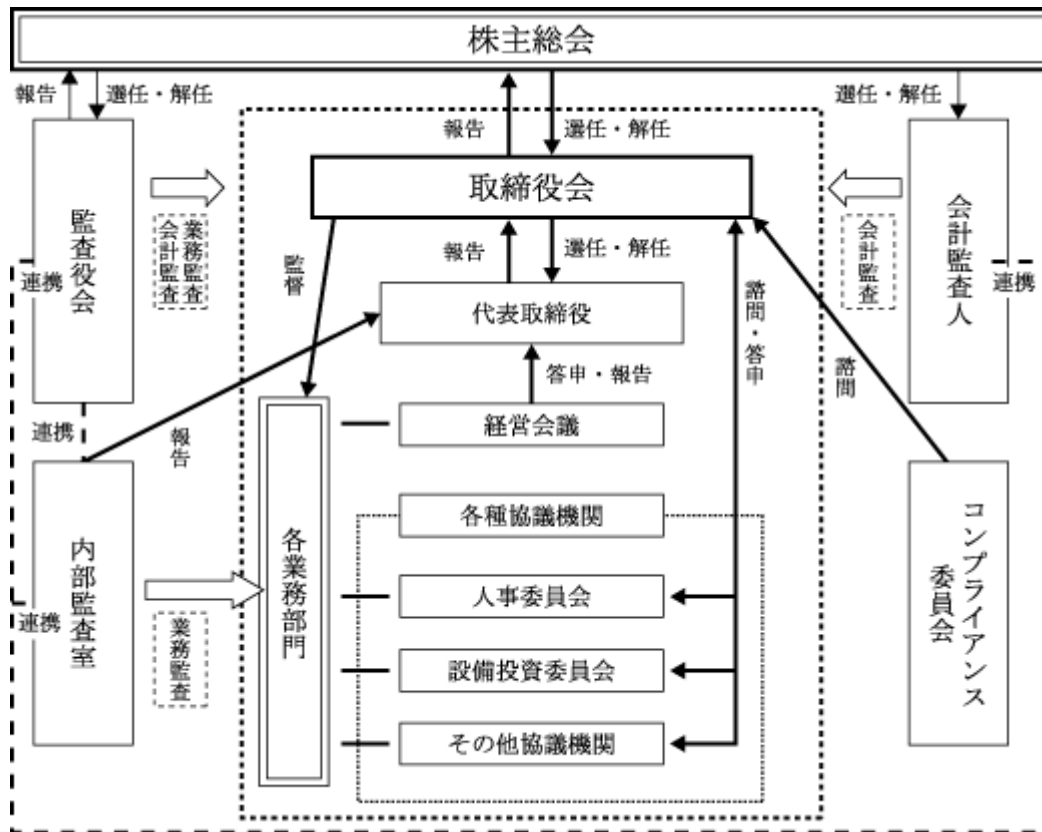 株主総会
報告
選任・解任
報告
選任・解任
選任・解任
取締役会
監査役会
業務監査
会計監査
連携
会計監査
会計監査人
連携
監督
報告
選任・解任
代表取締役
諮問・答申
諮問
答申・報告
連携
報告
経営会議
各種協議機関
各業務部門
内部監査室
連携
業務監査
人事委員会
設備投資委員会
その他協議機関
コンプライアンス
委員会